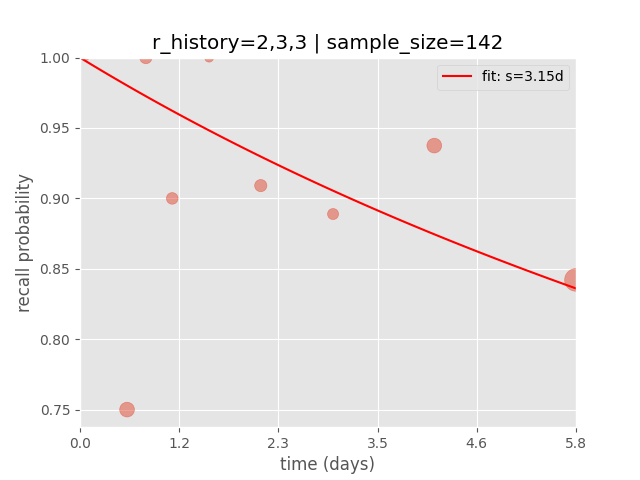 r_history=2,3,3 | sample_size=142
fit: s=3.15d
1.00
0.95
0.90
0.85
0.80
0.75
recall probability
0.0 1.2 2.3 3.5 4.6 5.8
time (days)